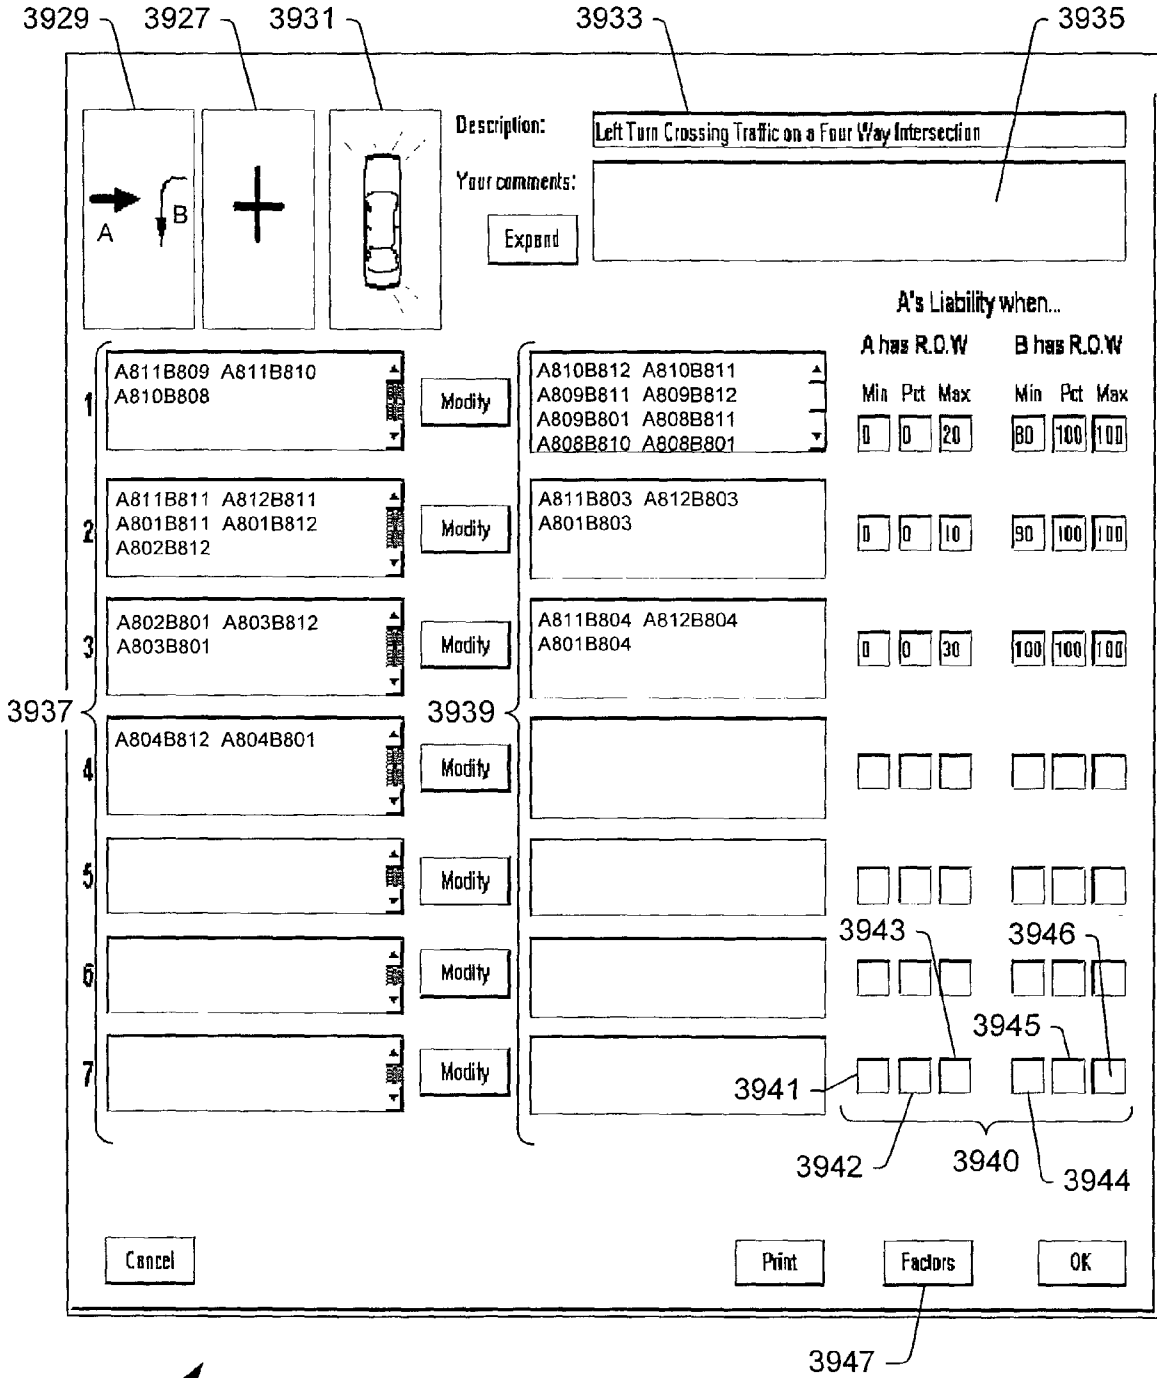 3929 3927 3931 3933 3935
Description: Left Turn Crossing Traffic on a Four Way Intersection
Your comments:
A B
Expand
A's Liability when...
A has R.O.W B has R.O.W
Min Pct Max Min Pct Max
1
A811B809 A811B810
A810B808
Modify
A810B812 A810B811
A809B811 A809B812
A809B801 A808B811
A808B810 A808B801
0 0 20 80 100 100
2
A811B811 A812B811
A801B811 A801B812
A802B812
Modify
A811B803 A812B803
A801B803
0 0 10 90 100 100
3
A802B801 A803B812
A803B801
Modify
A811B804 A812B804
A801B804
0 0 30 100 100 100
3937 3939
4
A804B812 A804B801
Modify
5
Modify
3943 3946
6
Modify
3945
7
Modify
3941
3942 3940 3944
Cancel Print Factors OK
3947